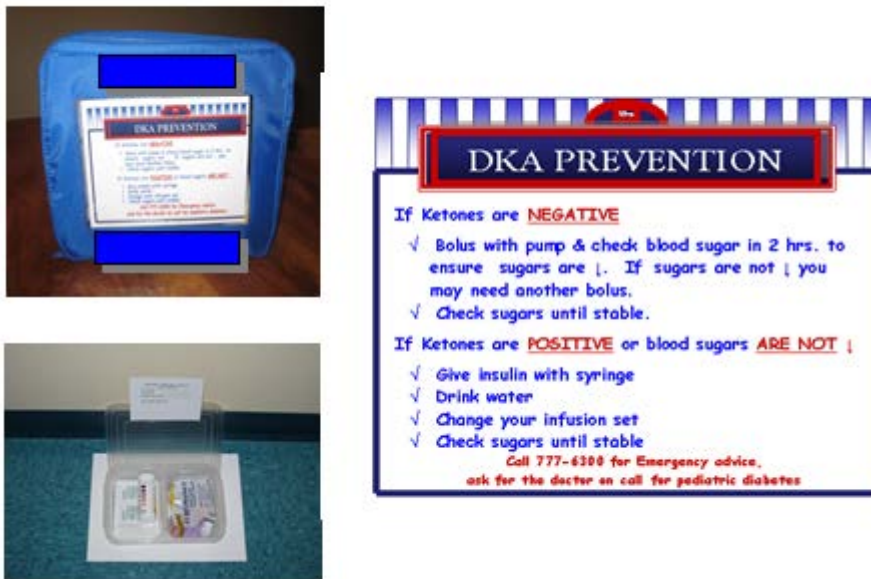 DKA PREVENTION
DKA PREVENTION
If Ketones are NEGATIVE
√ Bolus with pump & check blood sugar in 2 hrs. to
ensure sugars are ↓. If sugars are not ↓ you
may need another bolus.
√ Check sugars until stable.
If Ketones are POSITIVE or blood sugars ARE NOT ↓
√ Give insulin with syringe
√ Drink water
√ Change your infusion set
√ Check sugars until stable
Call 777-6300 for Emergency advice,
ask for the doctor on call for pediatric diabetes